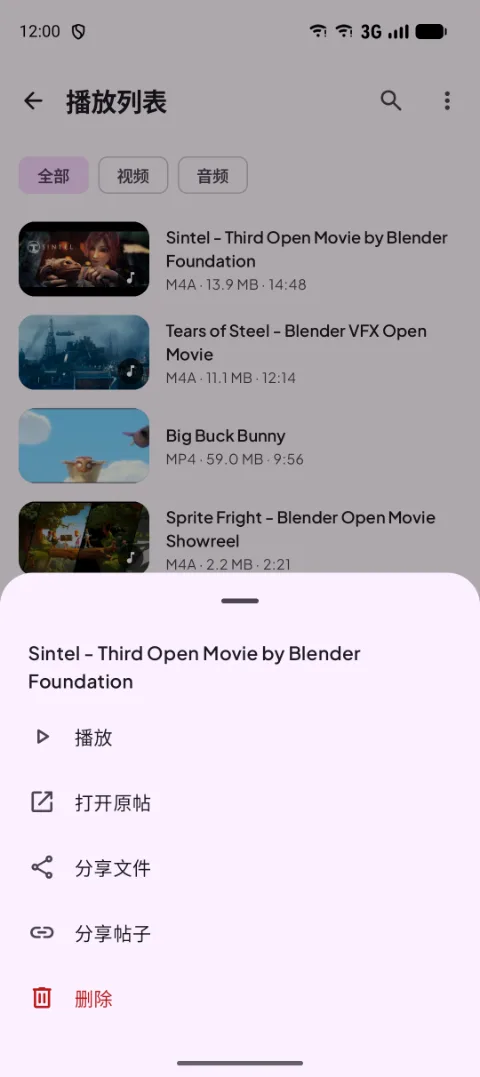 12:00
3G
播放列表
全部
视频
音频
SINTEL
Sintel – Third Open Movie by Blender
Foundation
M4A · 13.9 MB · 14:48
Tears of Steel – Blender VFX Open
Movie
M4A · 11.1 MB · 12:14
Big Buck Bunny
MP4 · 59.0 MB · 9:56
Sprite Fright – Blender Open Movie
Showreel
M4A · 2.2 MB · 2:21
Sintel – Third Open Movie by Blender
Foundation
播放
打开原帖
分享文件
分享帖子
删除